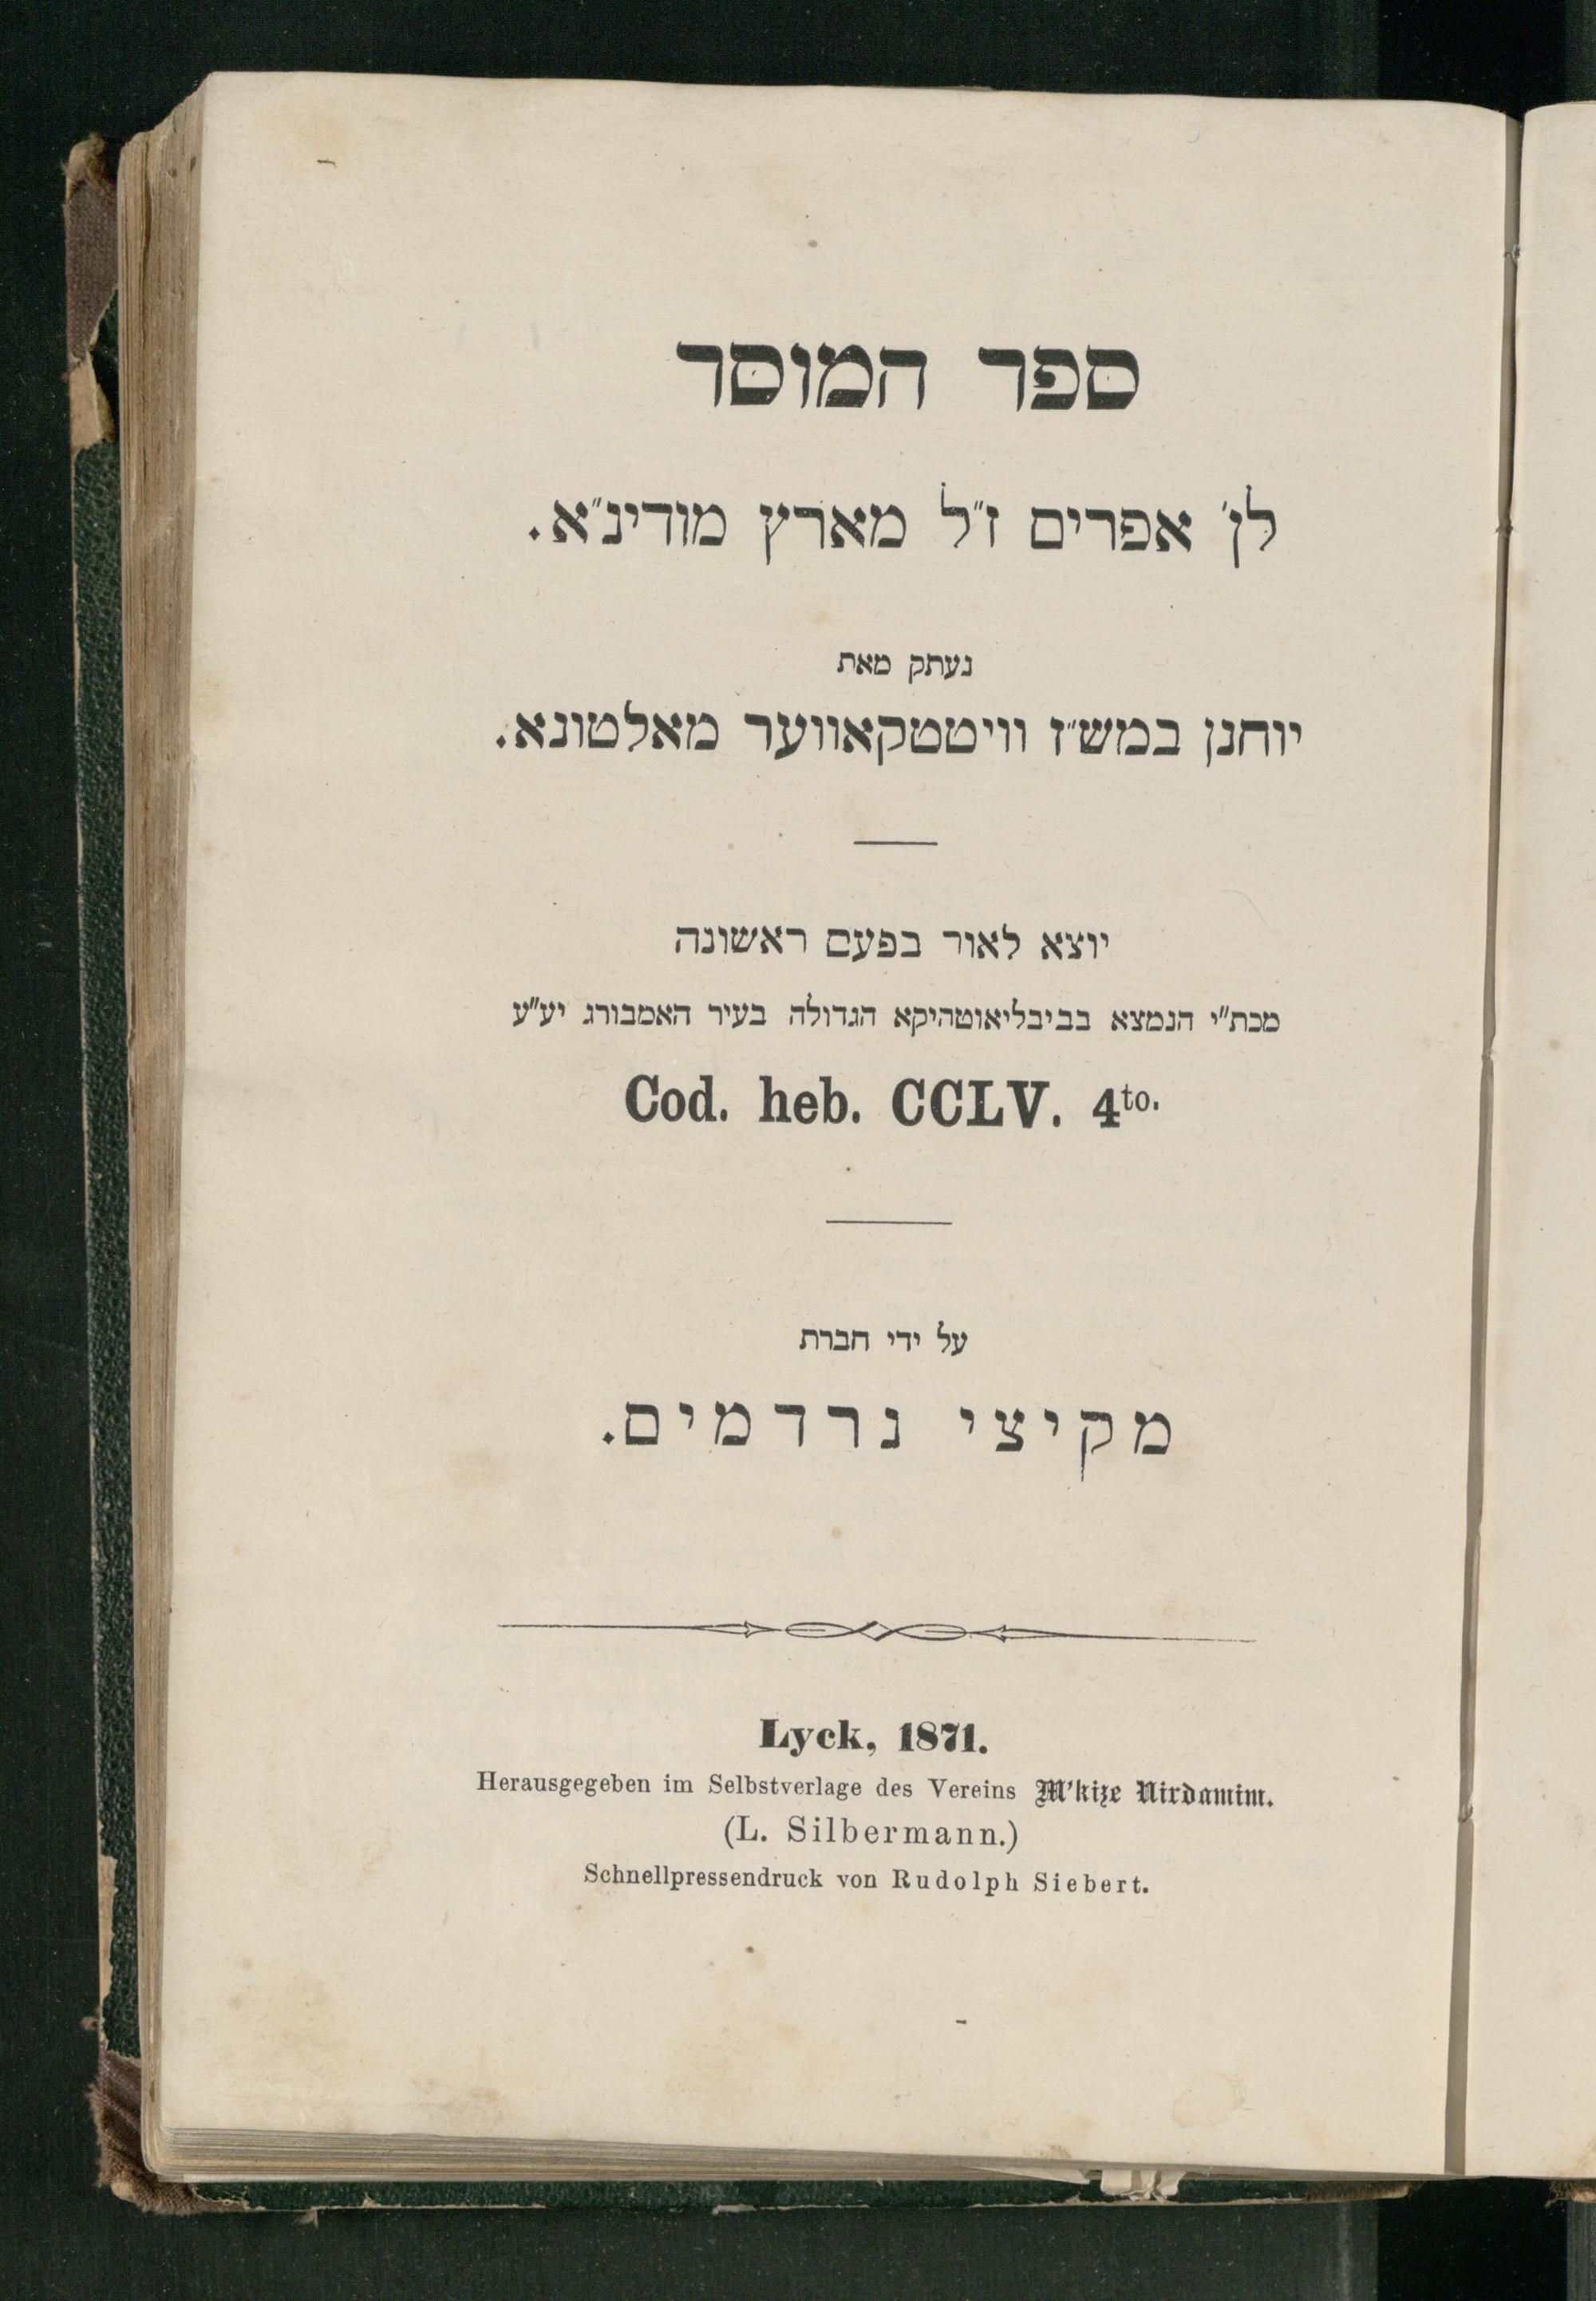 ספר המוסר
לן׳ אפרים ז״ל מארץ מודינ״א.
נעתק מאת
יוחנן במש״ז וויטטקאווער מאלטונא.
יוצא לאור בפעם ראשונה
מכת״י הנמצא בביבליאוטהיקא הגדולה בעיר האמבורג יע״ע
Cod. heb. CCLV. 4to.
על ידי חברת
מקיצי נרדמים.
Lyck, 1871.
Herausgegeben im Selbstverlage des Vereins M'kize Nirdamim.
(L. Silbermann.)
Schnellpressendruck von Rudolph Siebert.